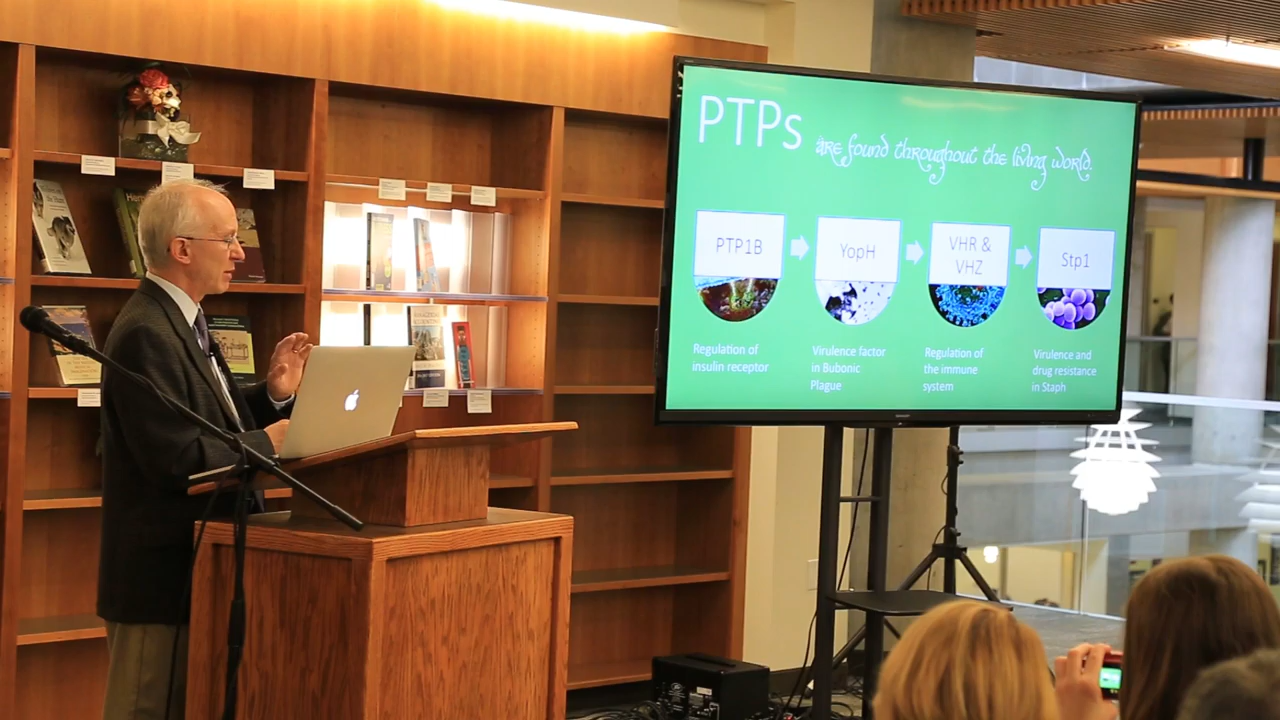 PTPs are found throughout the living world.
PTP1B
YopH
VHR &
VHZ
Stp1
Regulation of
insulin receptor
Virulence factor
in Bubonic
Plague
Regulation of
the immune
system
Virulence and
drug resistance
in Staph